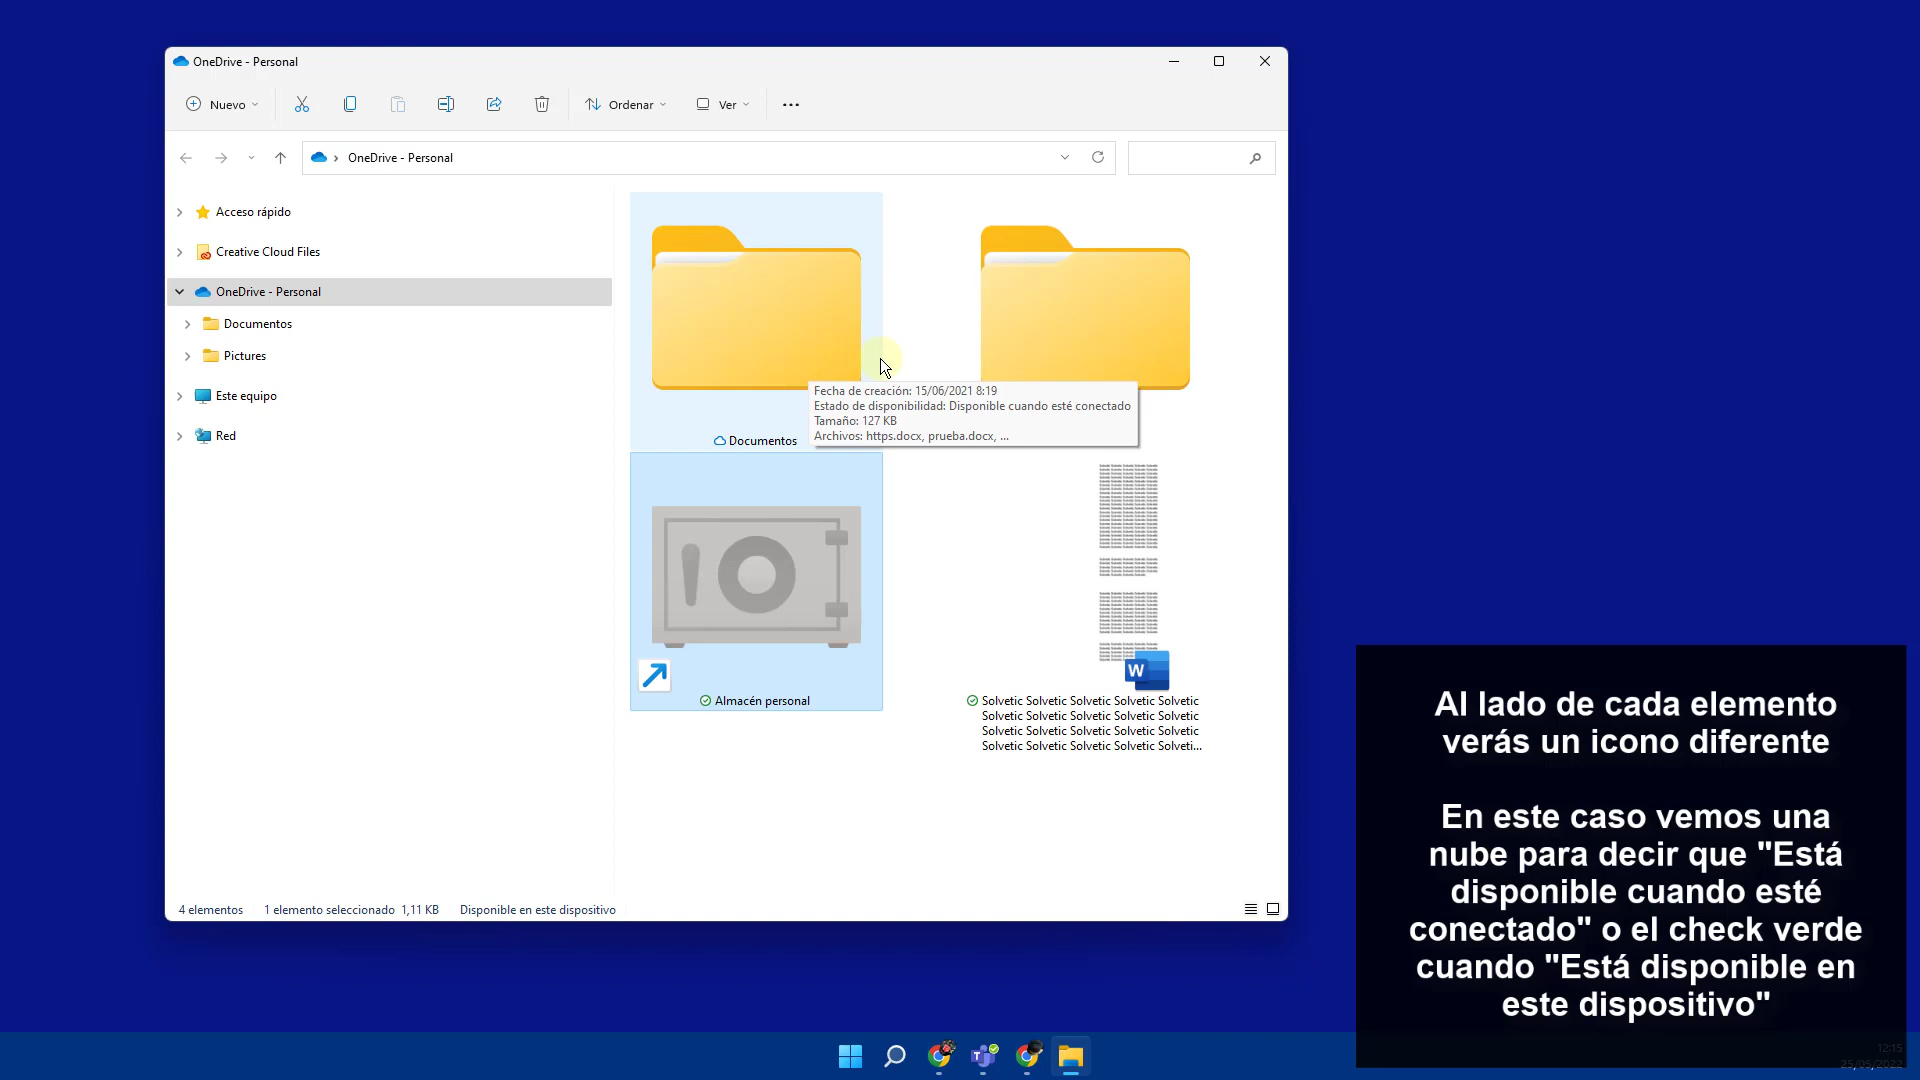 OneDrive - Personal
Nuevo
Ordenar
Ver
OneDrive - Personal
Acceso rápido
Creative Cloud Files
OneDrive - Personal
Documentos
Pictures
Este equipo
Red
Fecha de creación: 15/06/2021 8:19
Estado de disponibilidad: Disponible cuando esté conectado
Tamaño: 127 KB
Archivos: https.docx, prueba.docx, ...
Documentos
W
Almacén personal
Solvetic Solvetic Solvetic Solvetic Solvetic
Solvetic Solvetic Solvetic Solvetic Solvetic
Solvetic Solvetic Solvetic Solvetic Solvetic
Solvetic Solvetic Solvetic Solvetic Solveti...
4 elementos
1 elemento seleccionado 1,11 KB
Disponible en este dispositivo
Al lado de cada elemento
verás un icono diferente
En este caso vemos una
nube para decir que "Está
disponible cuando esté
conectado" o el check verde
cuando "Está disponible en
este dispositivo"
12:15
25/05/2022